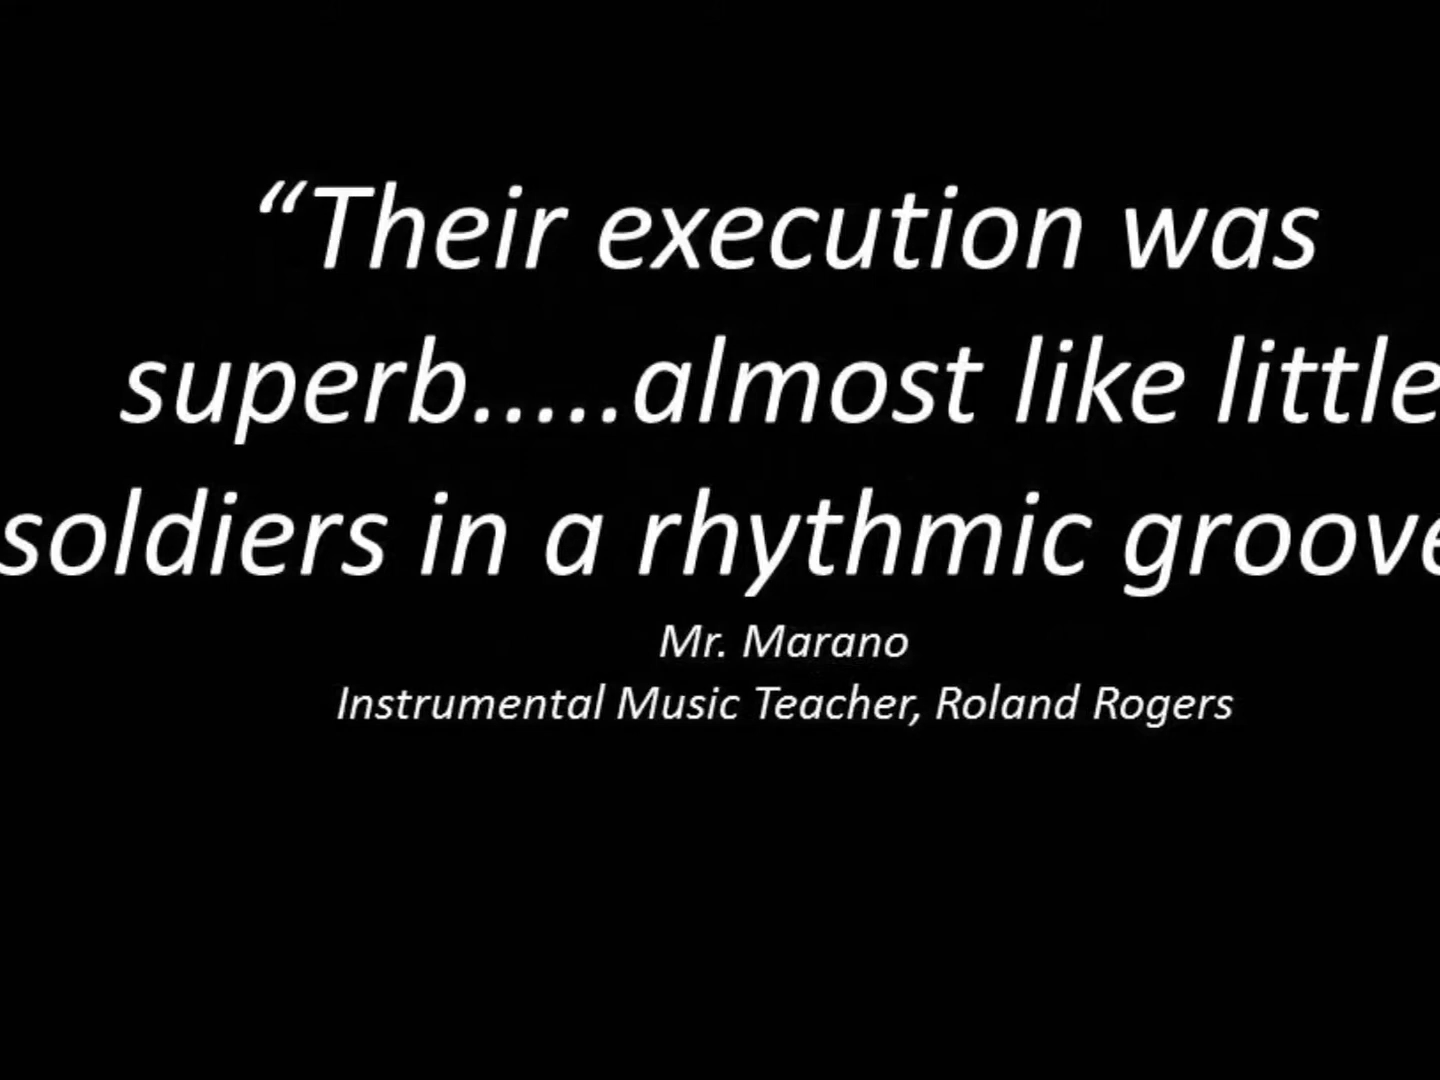 “Their execution was
superb.....almost like little
soldiers in a rhythmic groove
Mr. Marano
Instrumental Music Teacher, Roland Rogers